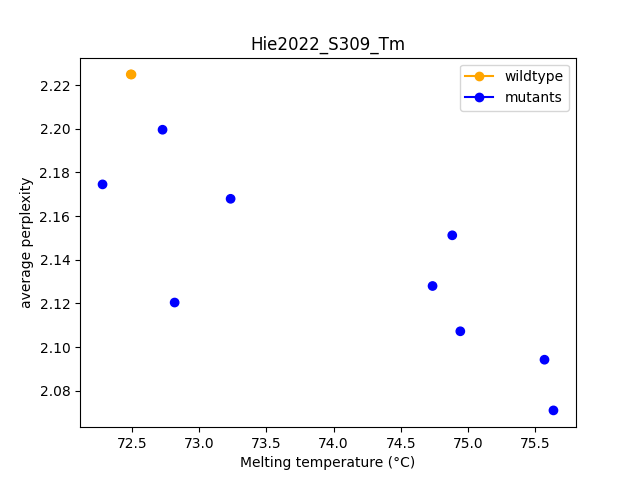 Hie2022_S309_Tm
wildtype
mutants
average perplexity
2.22
2.20
2.18
2.16
2.14
2.12
2.10
2.08
72.5 73.0 73.5 74.0 74.5 75.0 75.5
Melting temperature (°C)